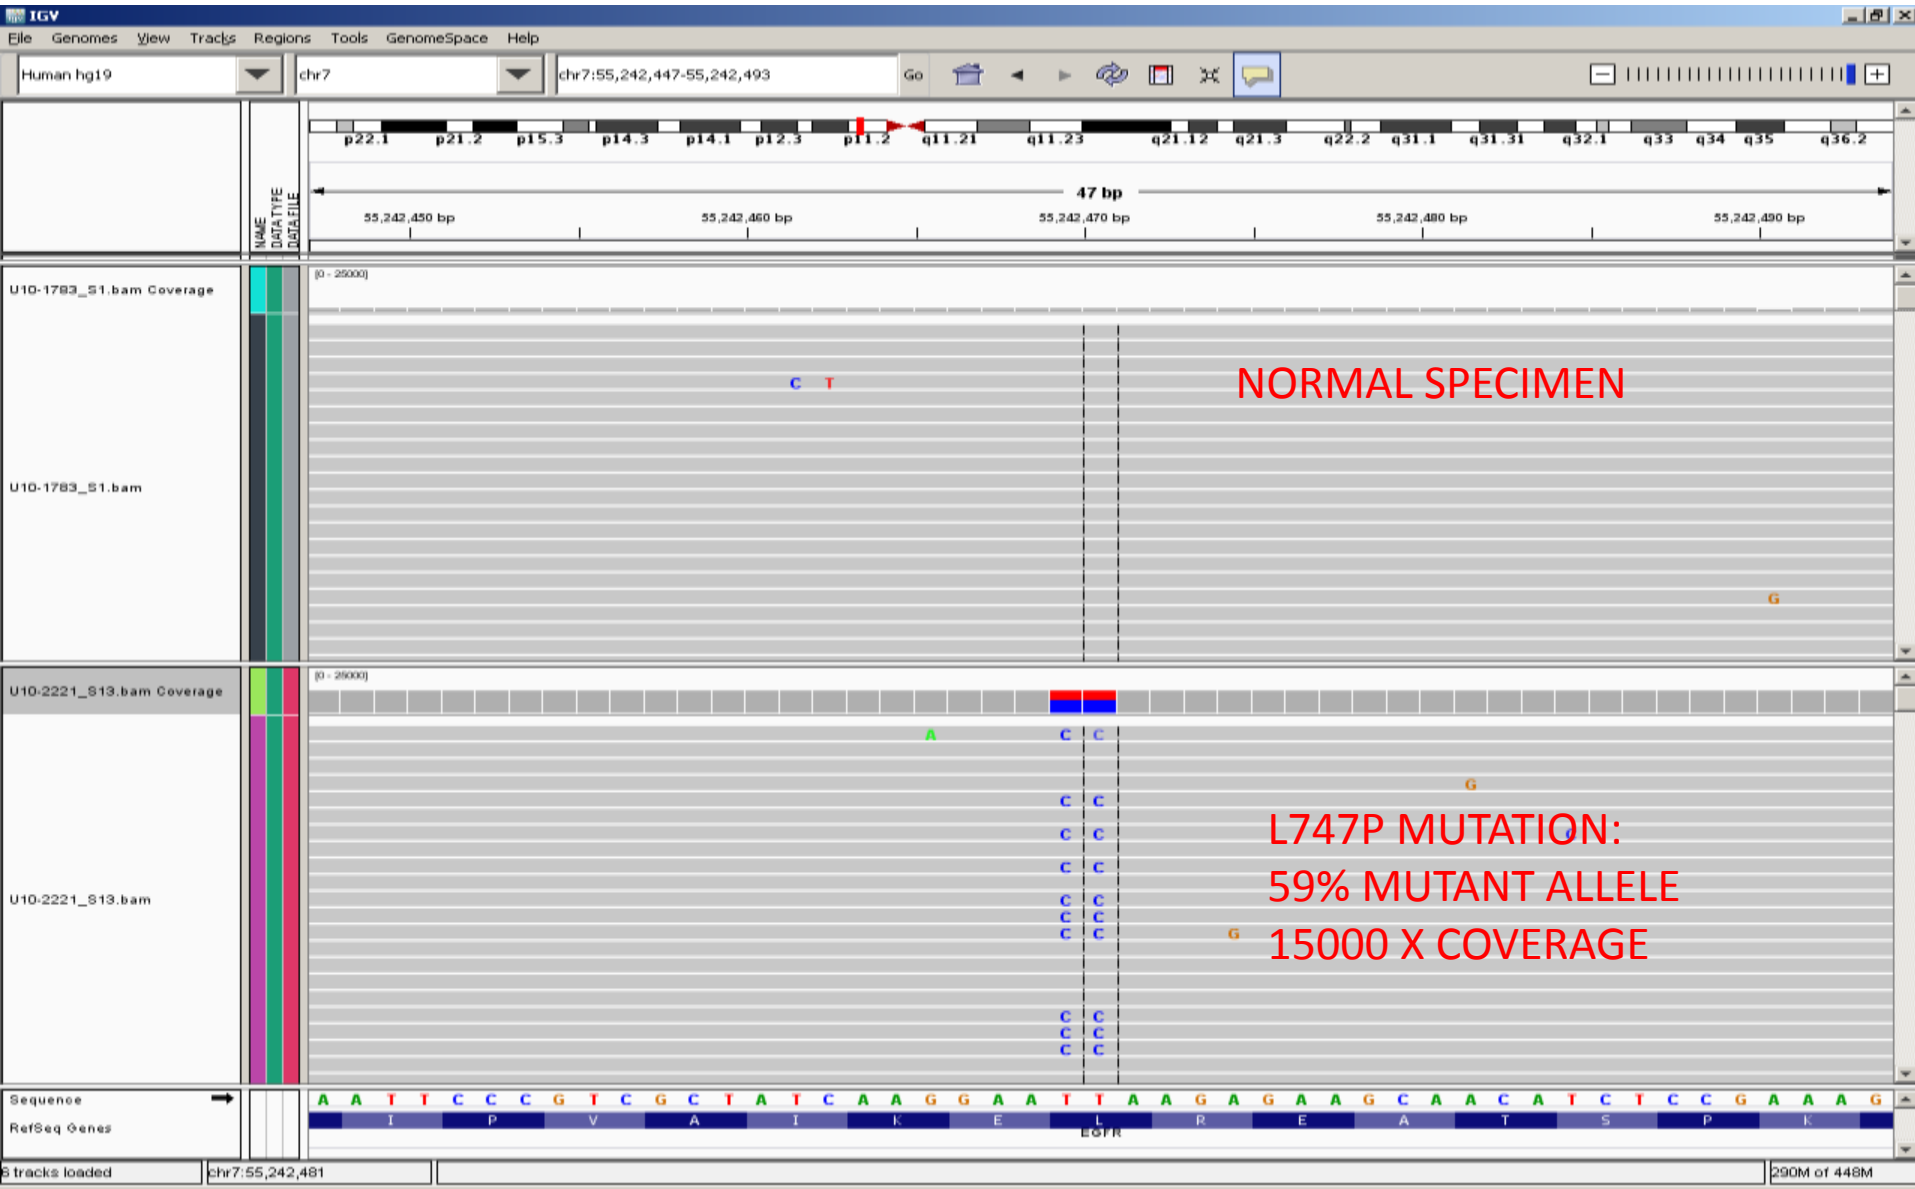 IGV
File Genomes View Tracks Regions Tools GenomeSpace Help
Human hg19 chr7 chr7:55,242,447-55,242,493 Go
p22.1 p21.2 p15.3 p14.3 p14.1 p12.3 p11.2 q11.21 q11.23 q21.12 q21.3 q22.2 q31.1 q31.31 q32.1 q33 q34 q35 q36.2
47 bp
55,242,450 bp 55,242,460 bp 55,242,470 bp 55,242,480 bp 55,242,490 bp
NAME
DATA TYPE
DATA FILE
[0 - 25000]
U10-1783_S1.bam Coverage
C T
NORMAL SPECIMEN
U10-1783_S1.bam
G
[0 - 25000]
U10-2221_S13.bam Coverage
A C C
G
C C
L747P MUTATION:
C C C
C C
59% MUTANT ALLELE
U10-2221_S13.bam
C C
C C
C C G
15000 X COVERAGE
C C
C C
C C
Sequence A A T T C C C G T C G C T A T C A A G G A A T T A A G A G A A G C A A C A T C T C C G A A A G
RefSeq Genes I P V A I K E L R E A T S P K
EGFR
8 tracks loaded chr7:55,242,481 290M of 448M